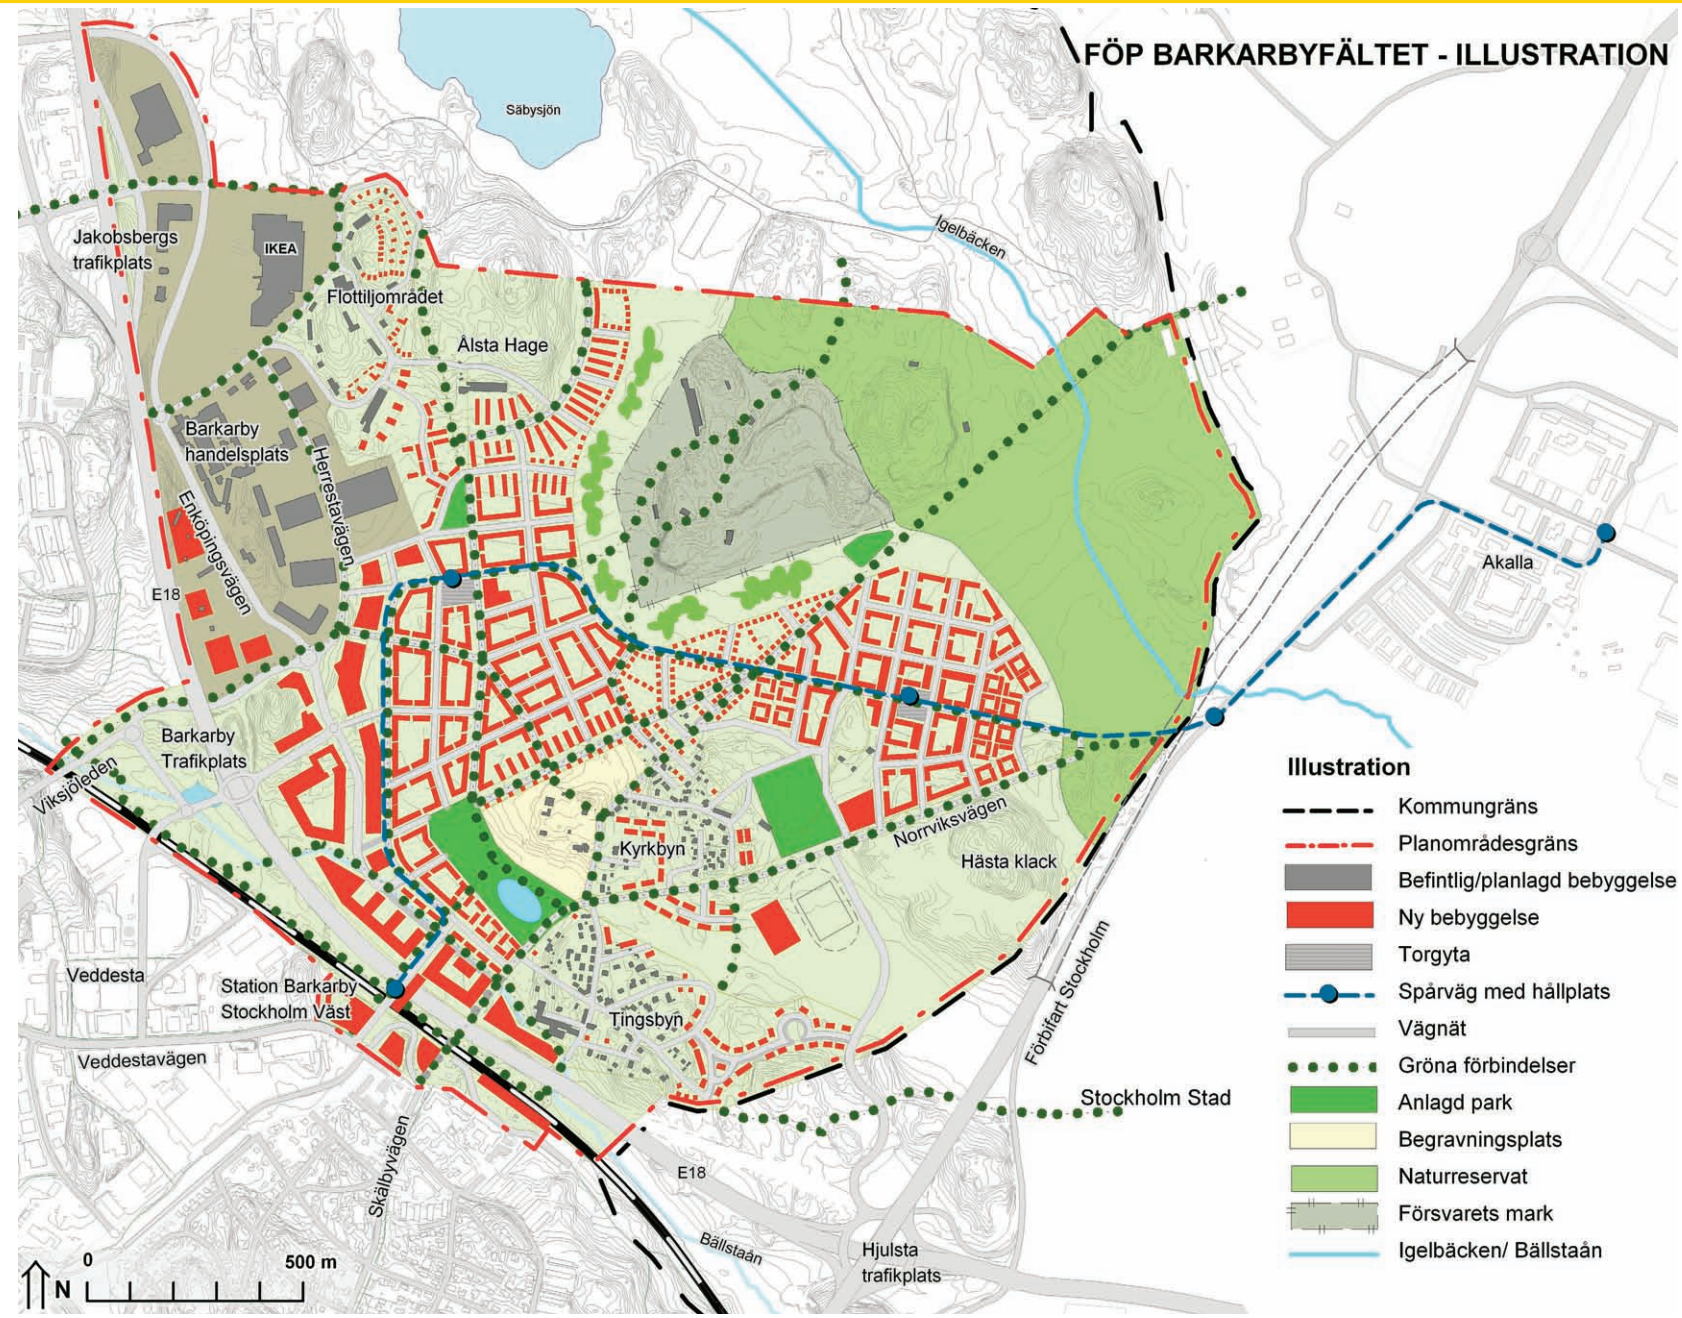 FÖP BARKARBYFÄLTET - ILLUSTRATION
Säbysjön
Igelbäcken
Jakobsbergs
trafikplats
IKEA
Flottiljområdet
Ålsta Hage
Barkarby
handelsplats
Herrestavägen
Enköpingsvägen
E18
Akalla
Barkarby
Trafikplats
Viksjöleden
Kyrkbyn
Norrviksvägen
Hästa klack
Veddesta
Station Barkarby
Stockholm Väst
Tingsbyn
Förbifart Stockholm
Veddestavägen
Stockholm Stad
Skälbyvägen
E18
Bällstaån
Hjulsta
trafikplats
0 500 m
N
Illustration
Kommungräns
Planområdesgräns
Befintlig/planlagd bebyggelse
Ny bebyggelse
Torgyta
Spårväg med hållplats
Vägnät
Gröna förbindelser
Anlagd park
Begravningsplats
Naturreservat
Försvarets mark
Igelbäcken/ Bällstaån